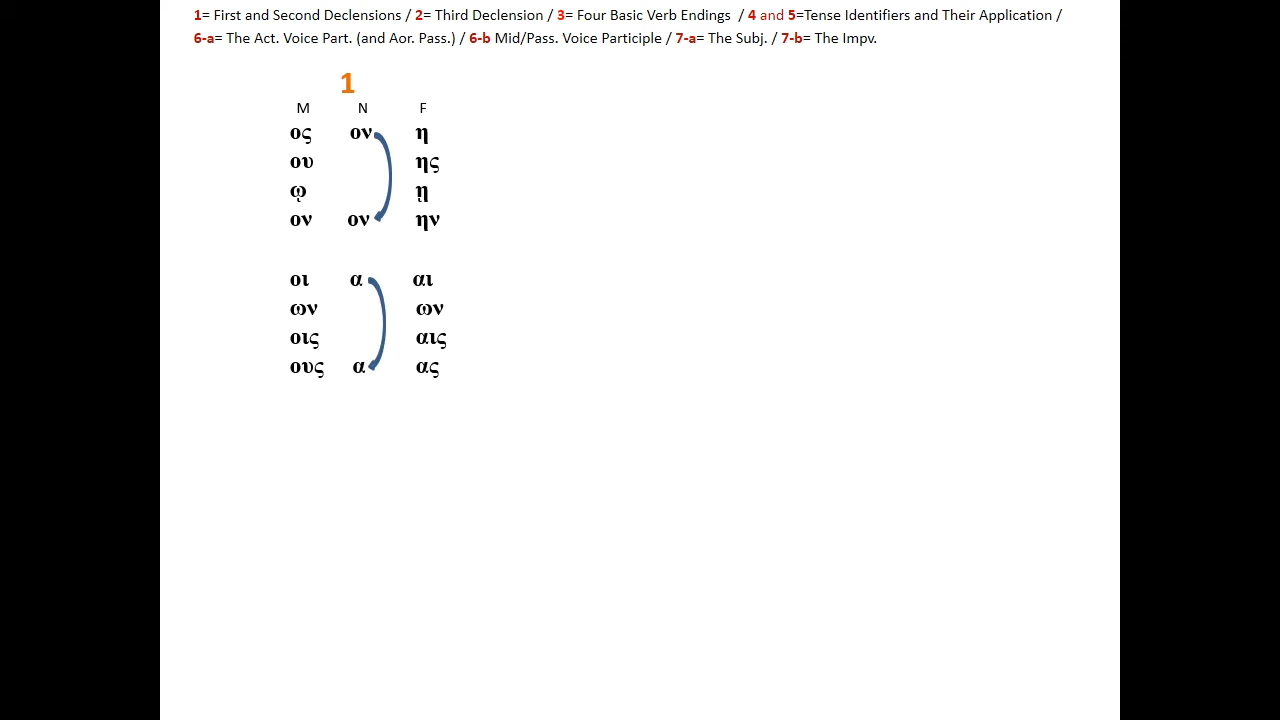 1= First and Second Declensions / 2= Third Declension / 3= Four Basic Verb Endings / 4 and 5=Tense Identifiers and Their Application /
6-a= The Act. Voice Part. (and Aor. Pass.) / 6-b Mid/Pass. Voice Participle / 7-a= The Subj. / 7-b= The Impv.
1
M N F
ος ον η
ου ης
ῳ ῃ
ον ον ην
οι α αι
ων ων
οις αις
ους α ας